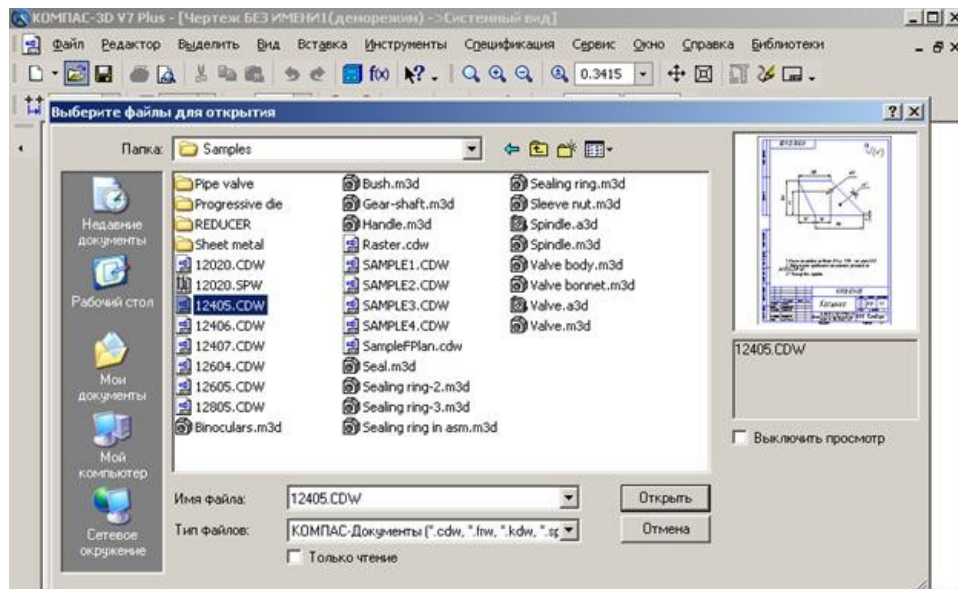 КОМПАС-3D V7 Plus - [Чертеж БЕЗ ИМЕНИ1(деморежим) ->Системный вид]
Файл Редактор Выделить Вид Вставка Инструменты Спецификация Сервис Окно Справка Библиотеки
f(x) 0.3415
Выберите файлы для открытия
Папка: Samples
Недавние документы
Рабочий стол
Мои документы
Мой компьютер
Сетевое окружение
Pipe valve
Progressive die
REDUCER
Sheet metal
12020.CDW
12020.SPW
12405.CDW
12406.CDW
12407.CDW
12604.CDW
12605.CDW
12805.CDW
Binoculars.m3d
Bush.m3d
Gear-shaft.m3d
Handle.m3d
Raster.cdw
SAMPLE1.CDW
SAMPLE2.CDW
SAMPLE3.CDW
SAMPLE4.CDW
SampleFPlan.cdw
Seal.m3d
Sealing ring-2.m3d
Sealing ring-3.m3d
Sealing ring in asm.m3d
Sealing ring.m3d
Sleeve nut.m3d
Spindle.a3d
Spindle.m3d
Valve body.m3d
Valve bonnet.m3d
Valve.a3d
Valve.m3d
12405.CDW
Выключить просмотр
Имя файла: 12405.CDW Открыть
Тип файлов: КОМПАС-Документы (*.cdw, *.frw, *.kdw, *.sp Отмена
Только чтение